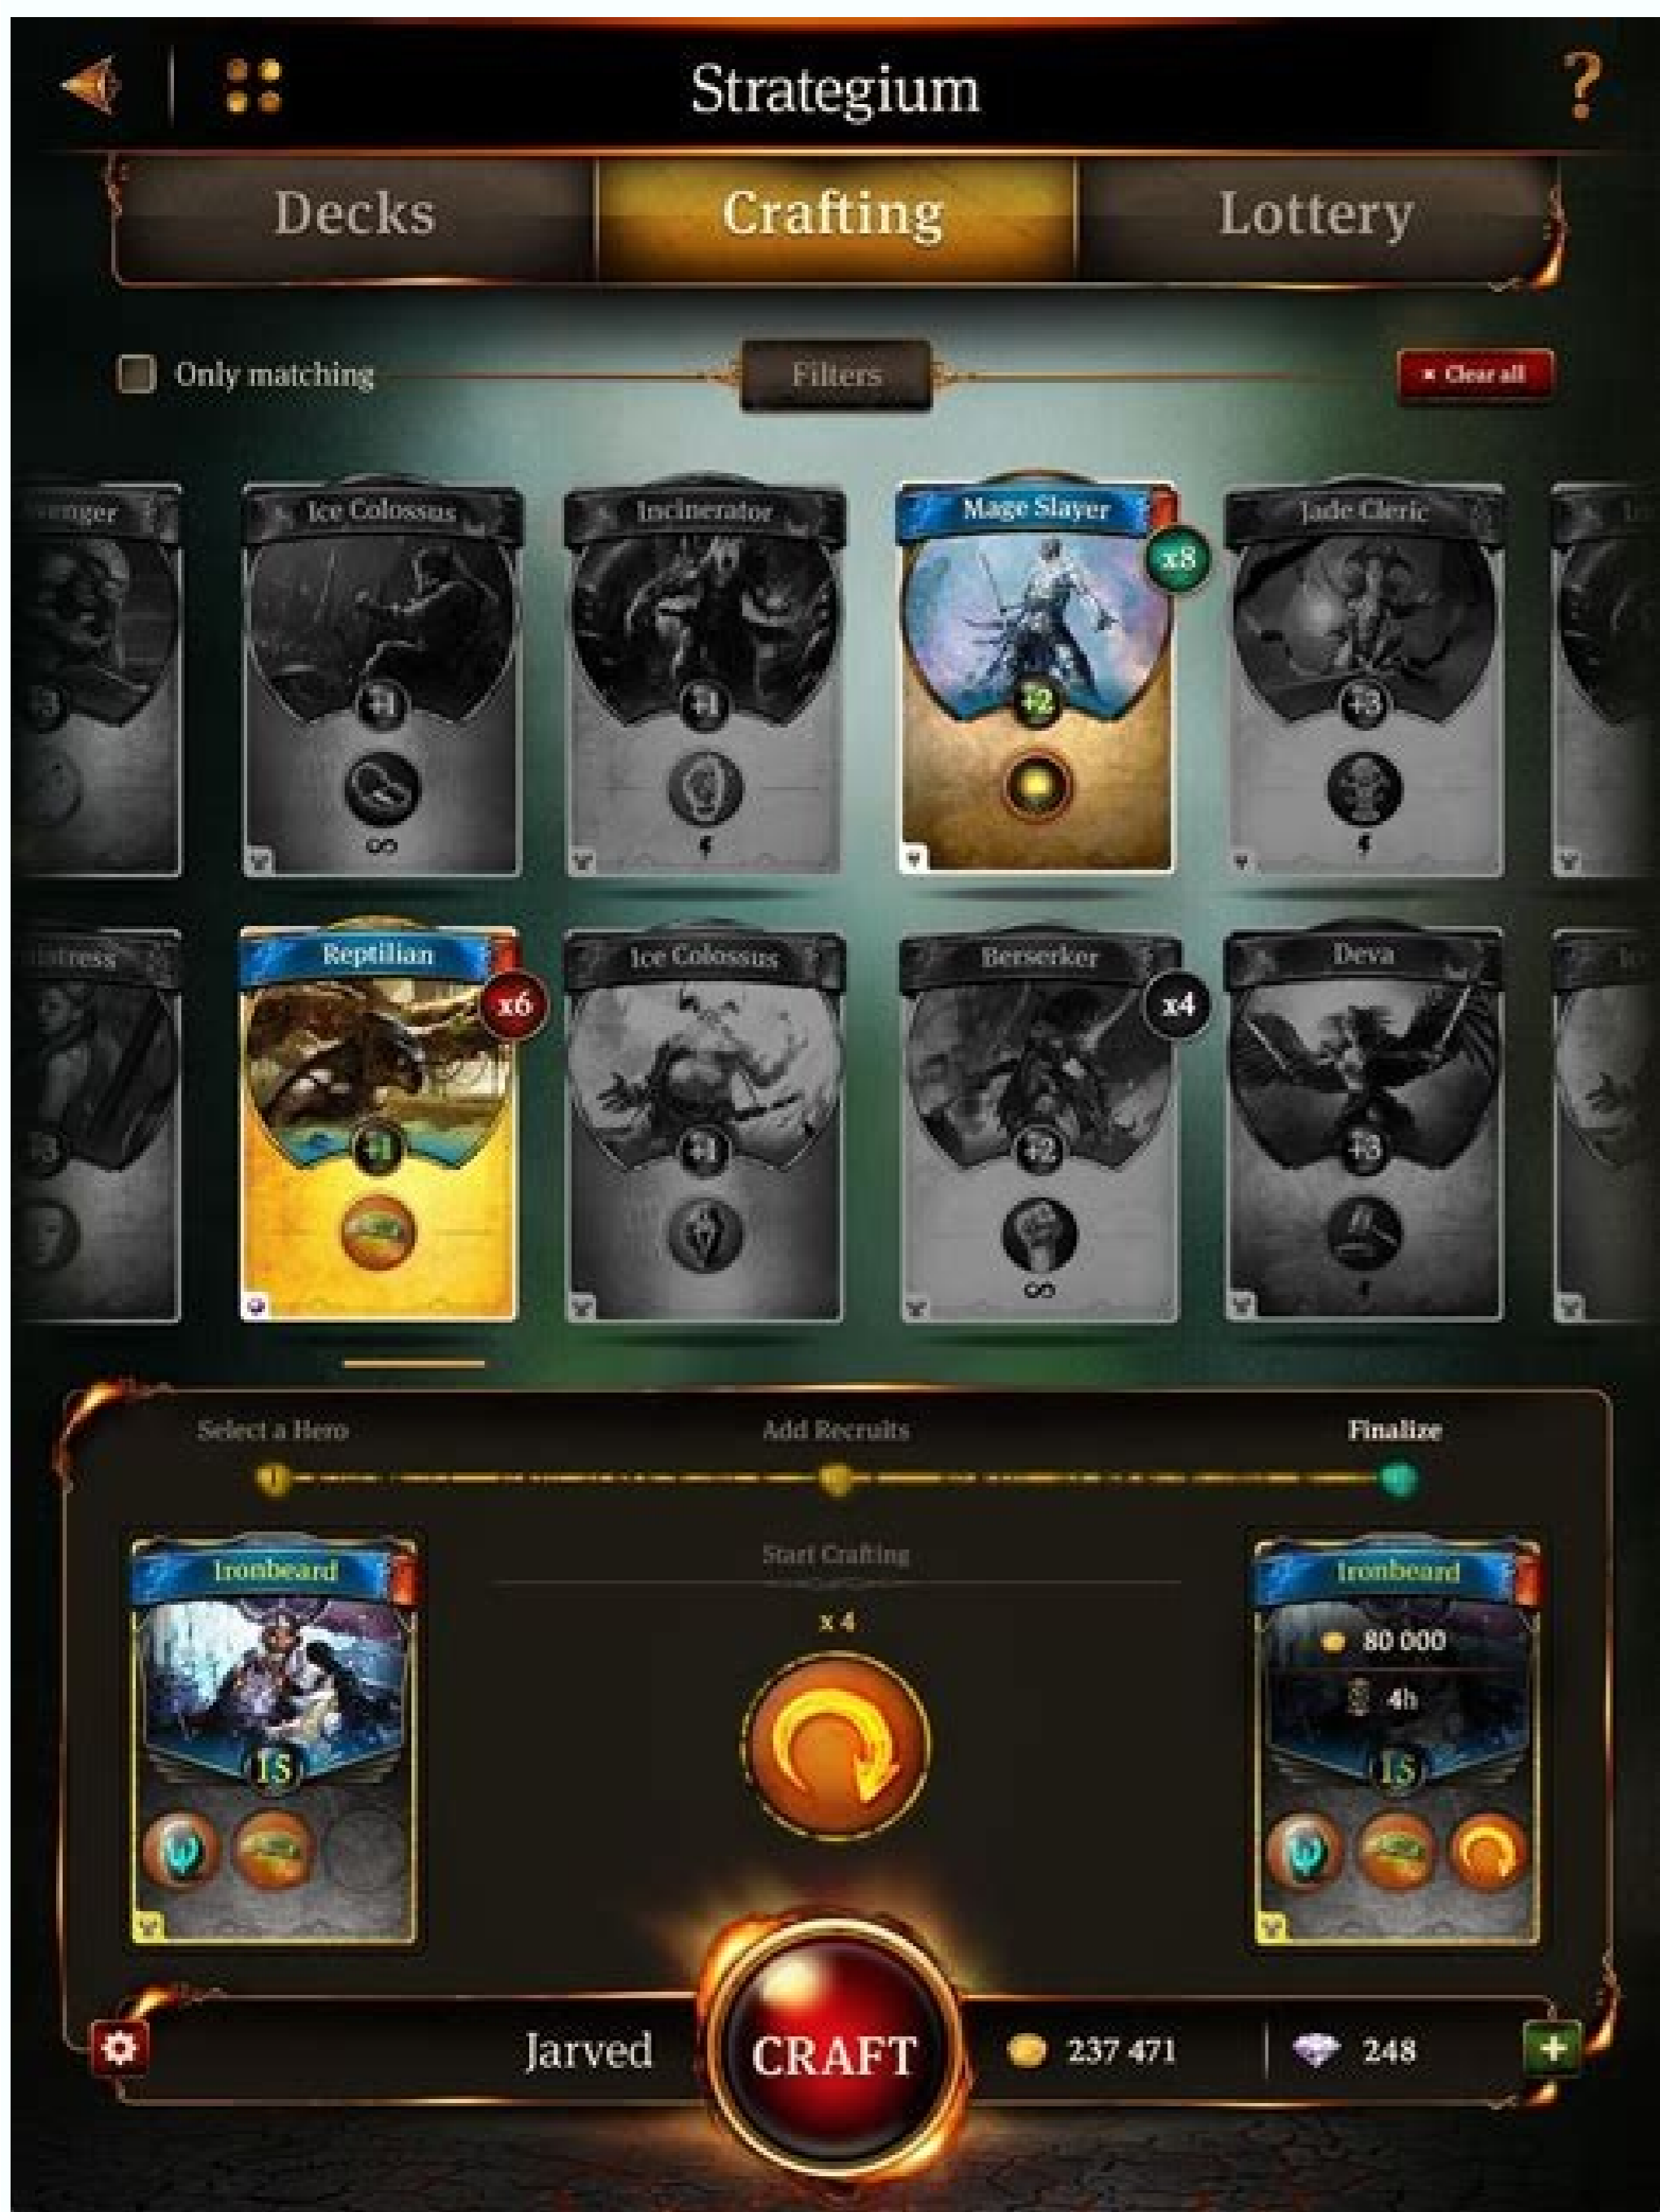 Strategium
?
Decks
Crafting
Lottery
Only matching
Filters
× Clear all
Ice Colossus
Incinerator
Mage Slayer
Jade Cleric
x8
+3
+1
+1
+2
+3
∞
Reptilian
Ice Colossus
Berserker
Deva
x6
x4
+3
+1
+1
+2
+3
∞
Select a Hero
Add Recruits
Finalize
Start Crafting
Ironbeard
Ironbeard
x 4
80 000
4h
15
15
Jarved
CRAFT
237 471
248
+